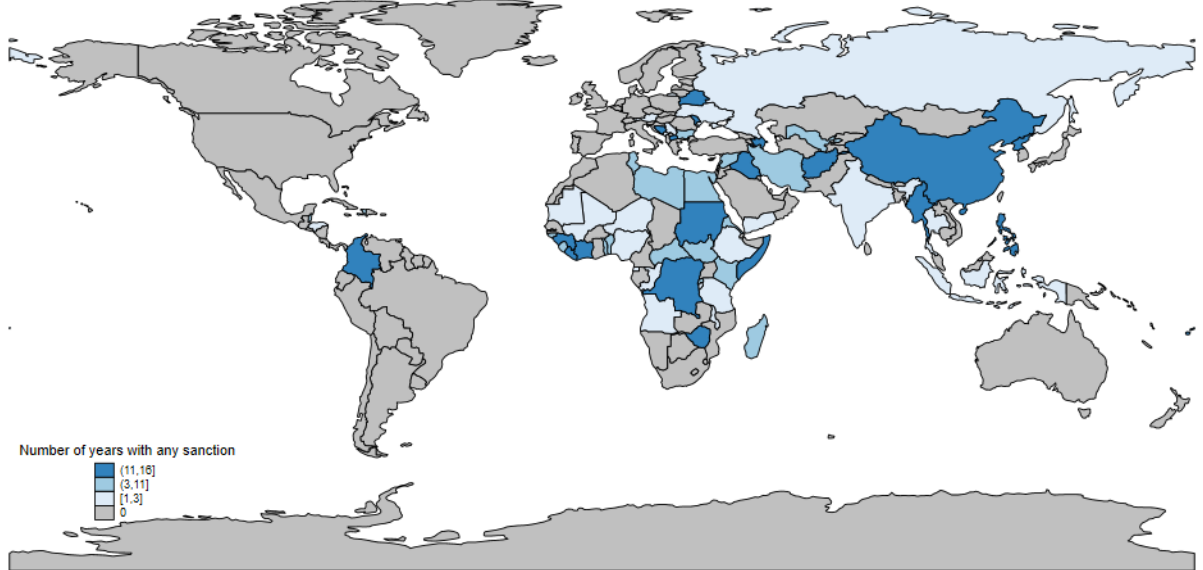 Number of years with any sanction
(11,16]
(3,11]
[1,3]
0